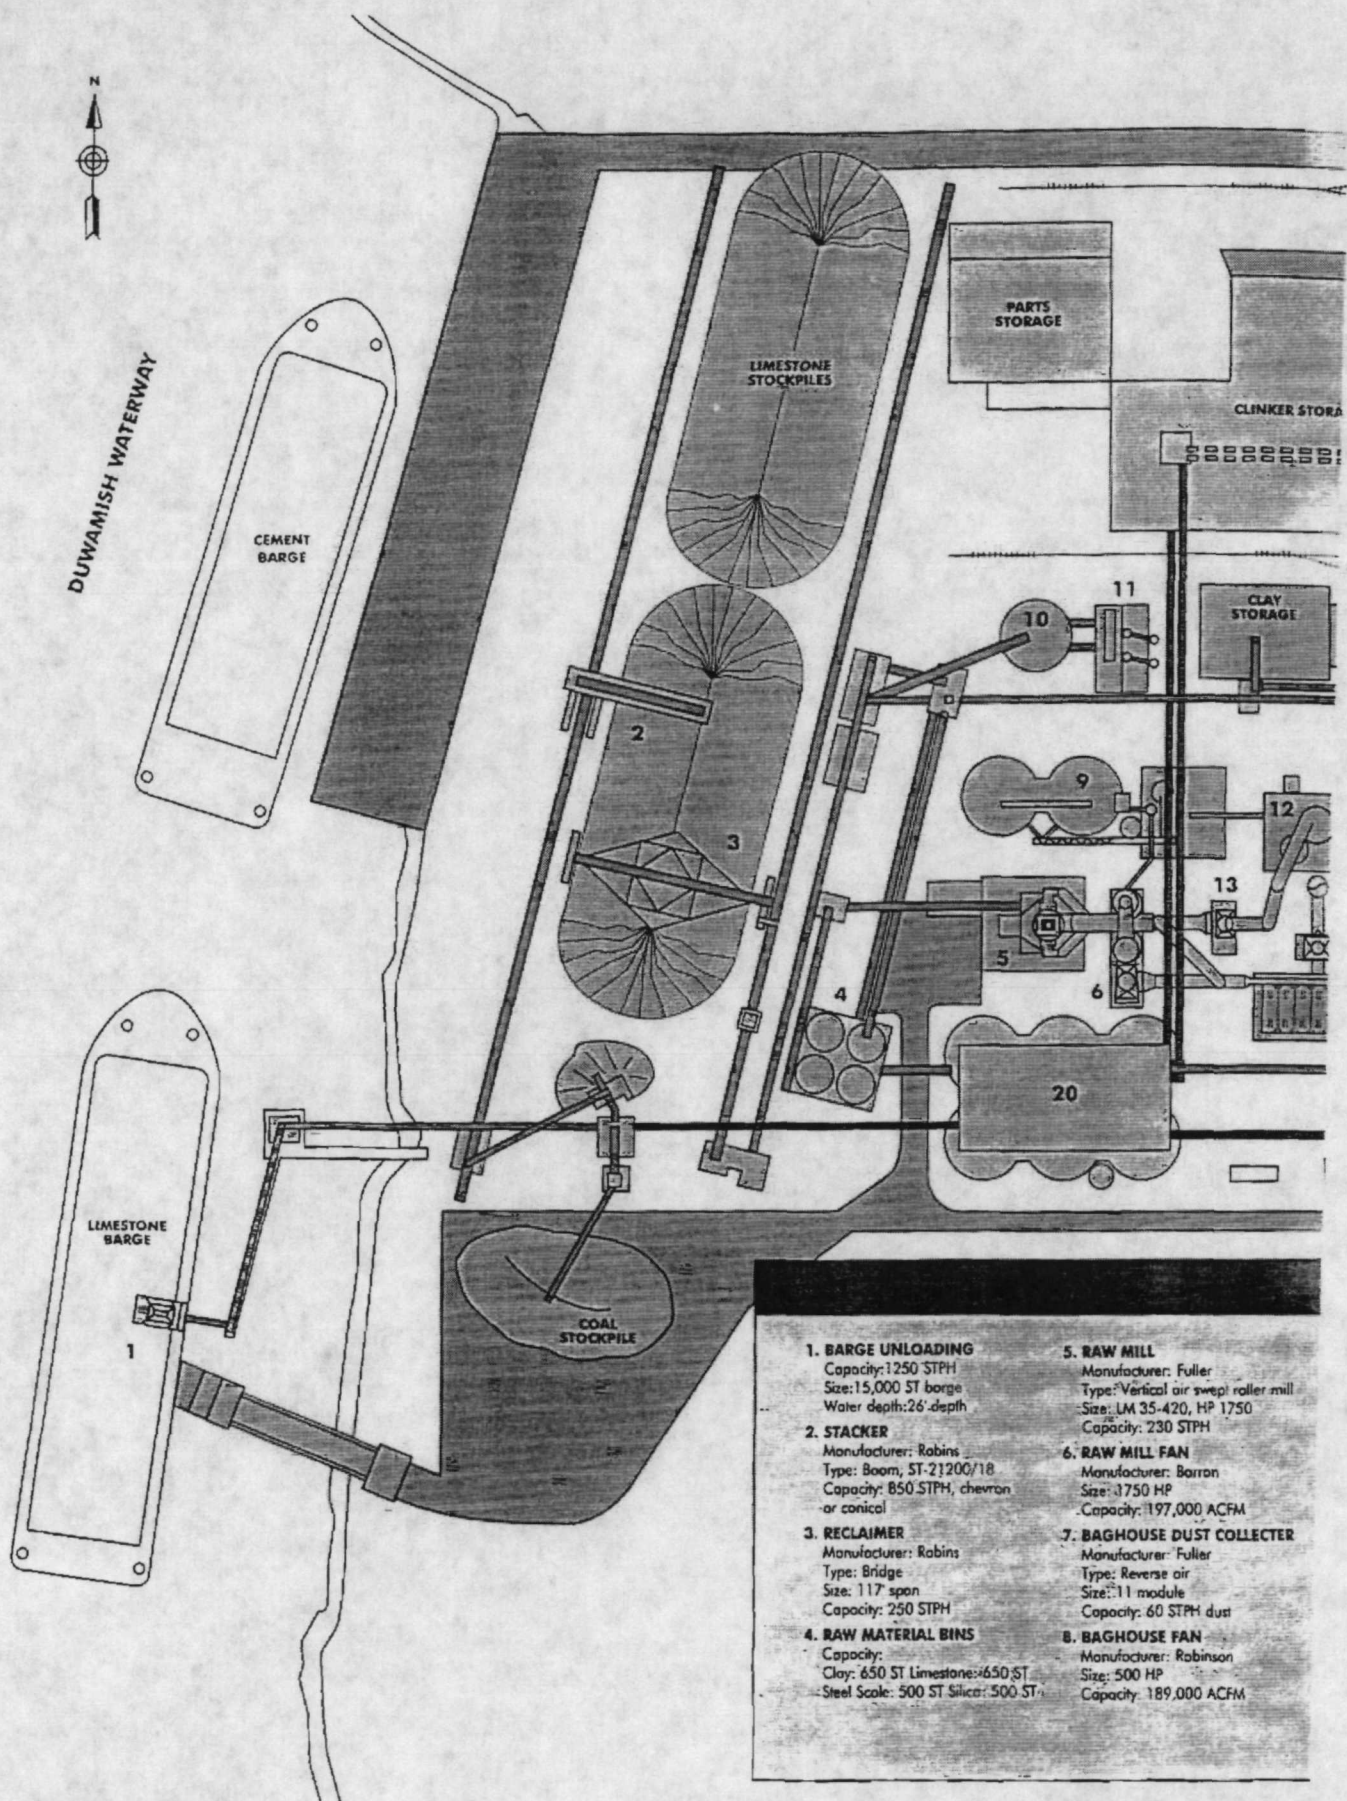 N
DUWAMISH WATERWAY
PARTS
STORAGE
LIMESTONE
STOCKPILES
CLINKER STORA
CEMENT
BARGE
11
CLAY
STORAGE
10
2
9
12
3
13
5
6
4
20
LIMESTONE
BARGE
1
COAL
STOCKPILE
1. BARGE UNLOADING
Capacity: 1250 STPH
Size: 15,000 ST barge
Water depth: 26' depth
2. STACKER
Manufacturer: Robins
Type: Boom, ST-21200/18
Capacity: 850 STPH, chevron
or conical
3. RECLAIMER
Manufacturer: Robins
Type: Bridge
Size: 117' span
Capacity: 250 STPH
4. RAW MATERIAL BINS
Capacity:
Clay: 650 ST Limestone: 650 ST
Steel Scale: 500 ST Silica: 500 ST
5. RAW MILL
Manufacturer: Fuller
Type: Vertical air swept roller mill
Size: LM 35-420, HP 1750
Capacity: 230 STPH
6. RAW MILL FAN
Manufacturer: Barron
Size: 1750 HP
Capacity: 197,000 ACFM
7. BAGHOUSE DUST COLLECTER
Manufacturer: Fuller
Type: Reverse air
Size: 11 module
Capacity: 60 STPH dust
8. BAGHOUSE FAN
Manufacturer: Robinson
Size: 500 HP
Capacity: 189,000 ACFM